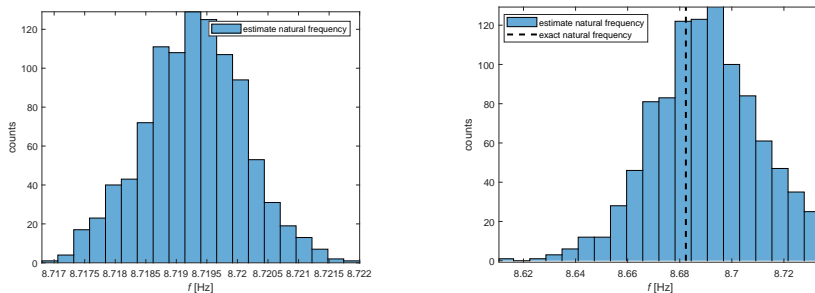 estimate natural frequency
120
100
80
60
40
20
0
counts
8.717 8.7175 8.718 8.7185 8.719 8.7195 8.72 8.7205 8.721 8.7215 8.722
f [Hz]
estimate natural frequency
exact natural frequency
120
100
80
60
40
20
0
counts
8.62 8.64 8.66 8.68 8.7 8.72
f [Hz]